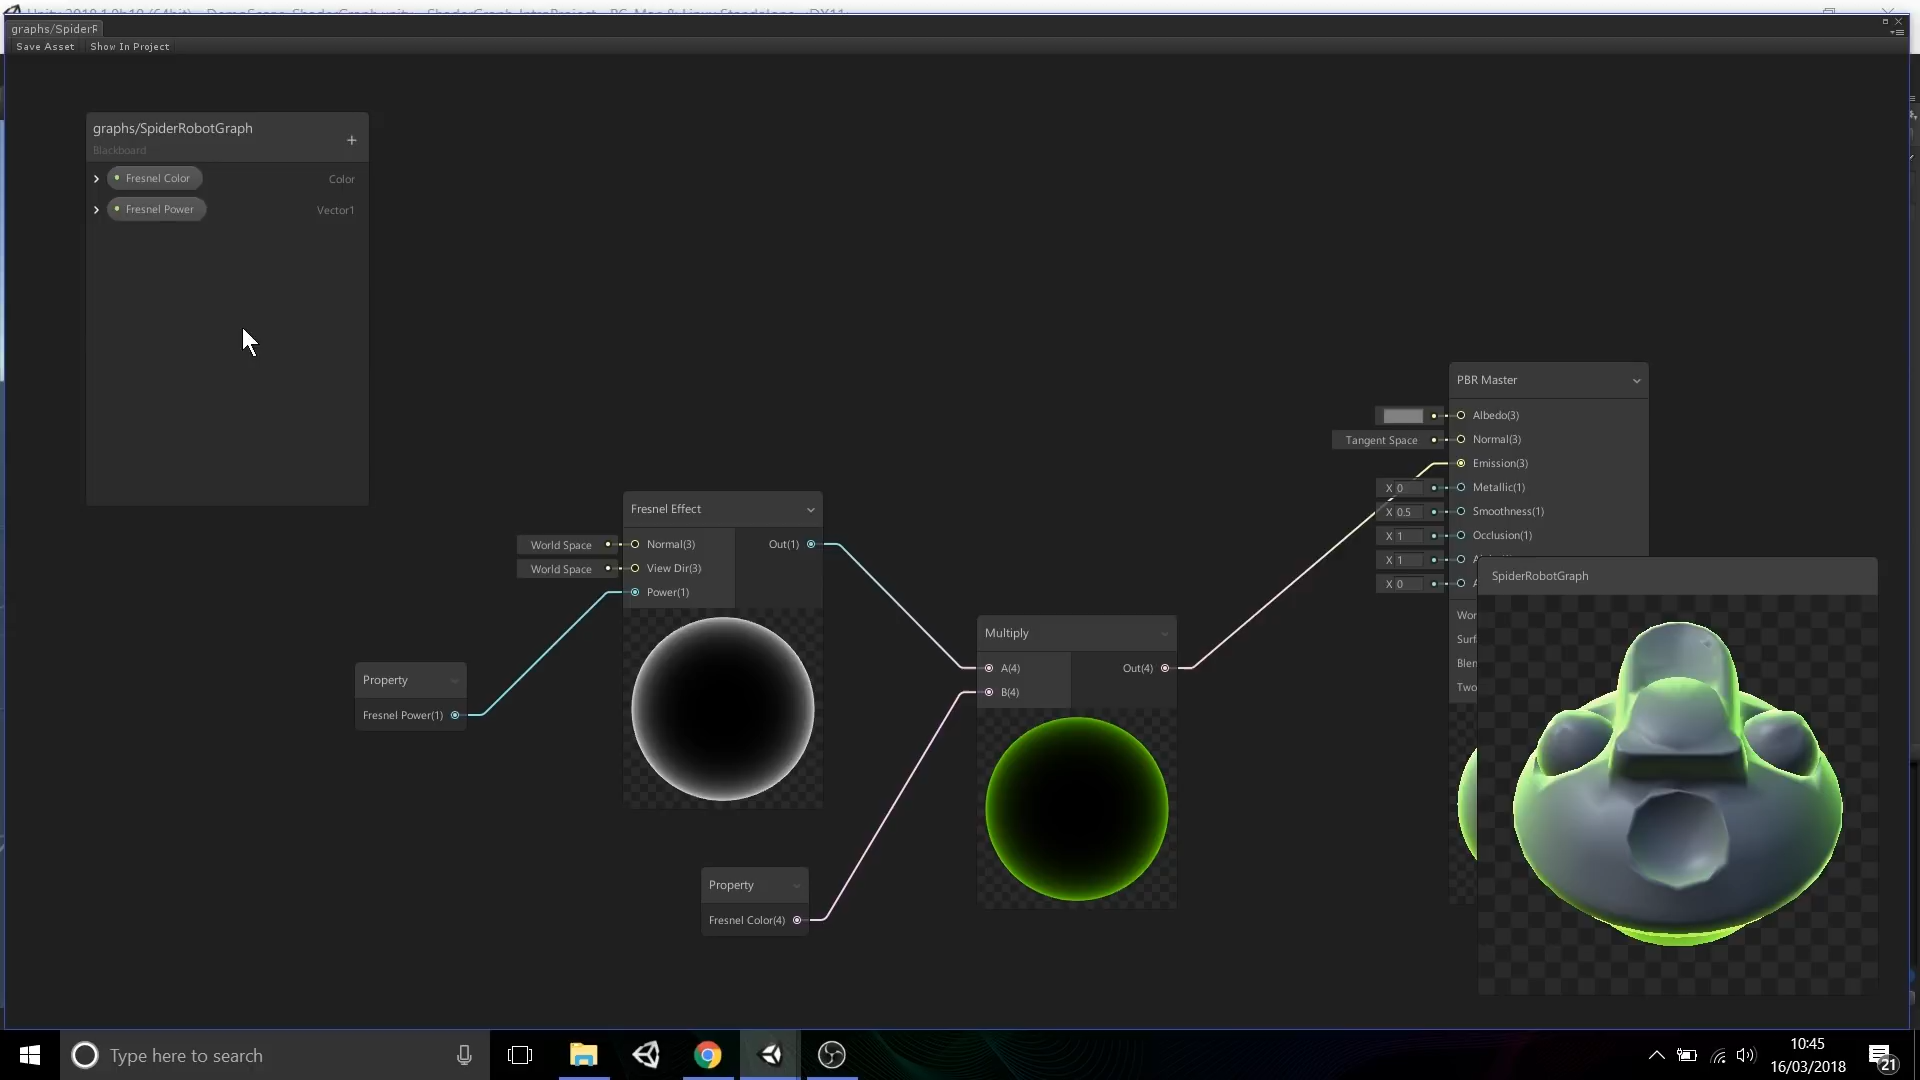 graphs/SpiderR
Save Asset Show In Project
graphs/SpiderRobotGraph
+
Blackboard
Fresnel Color Color
Fresnel Power Vector1
PBR Master
Albedo(3)
Tangent Space Normal(3)
Emission(3)
X 0 Metallic(1)
X 0.5 Smoothness(1)
X 1 Occlusion(1)
X 1
X 0
Wor
Surf
Blen
Two
Fresnel Effect
World Space Normal(3) Out(1)
World Space View Dir(3)
Power(1)
Property
Fresnel Power(1)
Multiply
A(4) Out(4)
B(4)
Property
Fresnel Color(4)
SpiderRobotGraph
Type here to search
10:45
16/03/2018
21